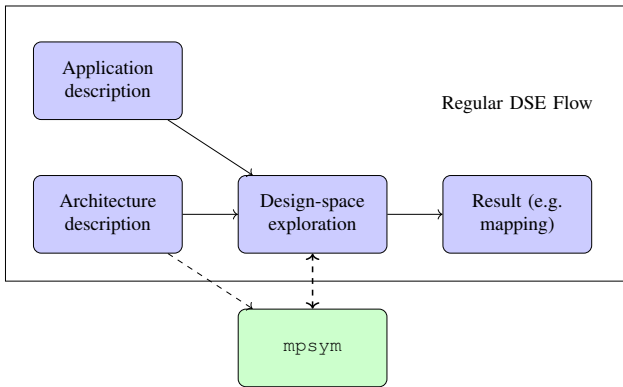 Application
description
Regular DSE Flow
Architecture
description
Design-space
exploration
Result (e.g.
mapping)
mpsym